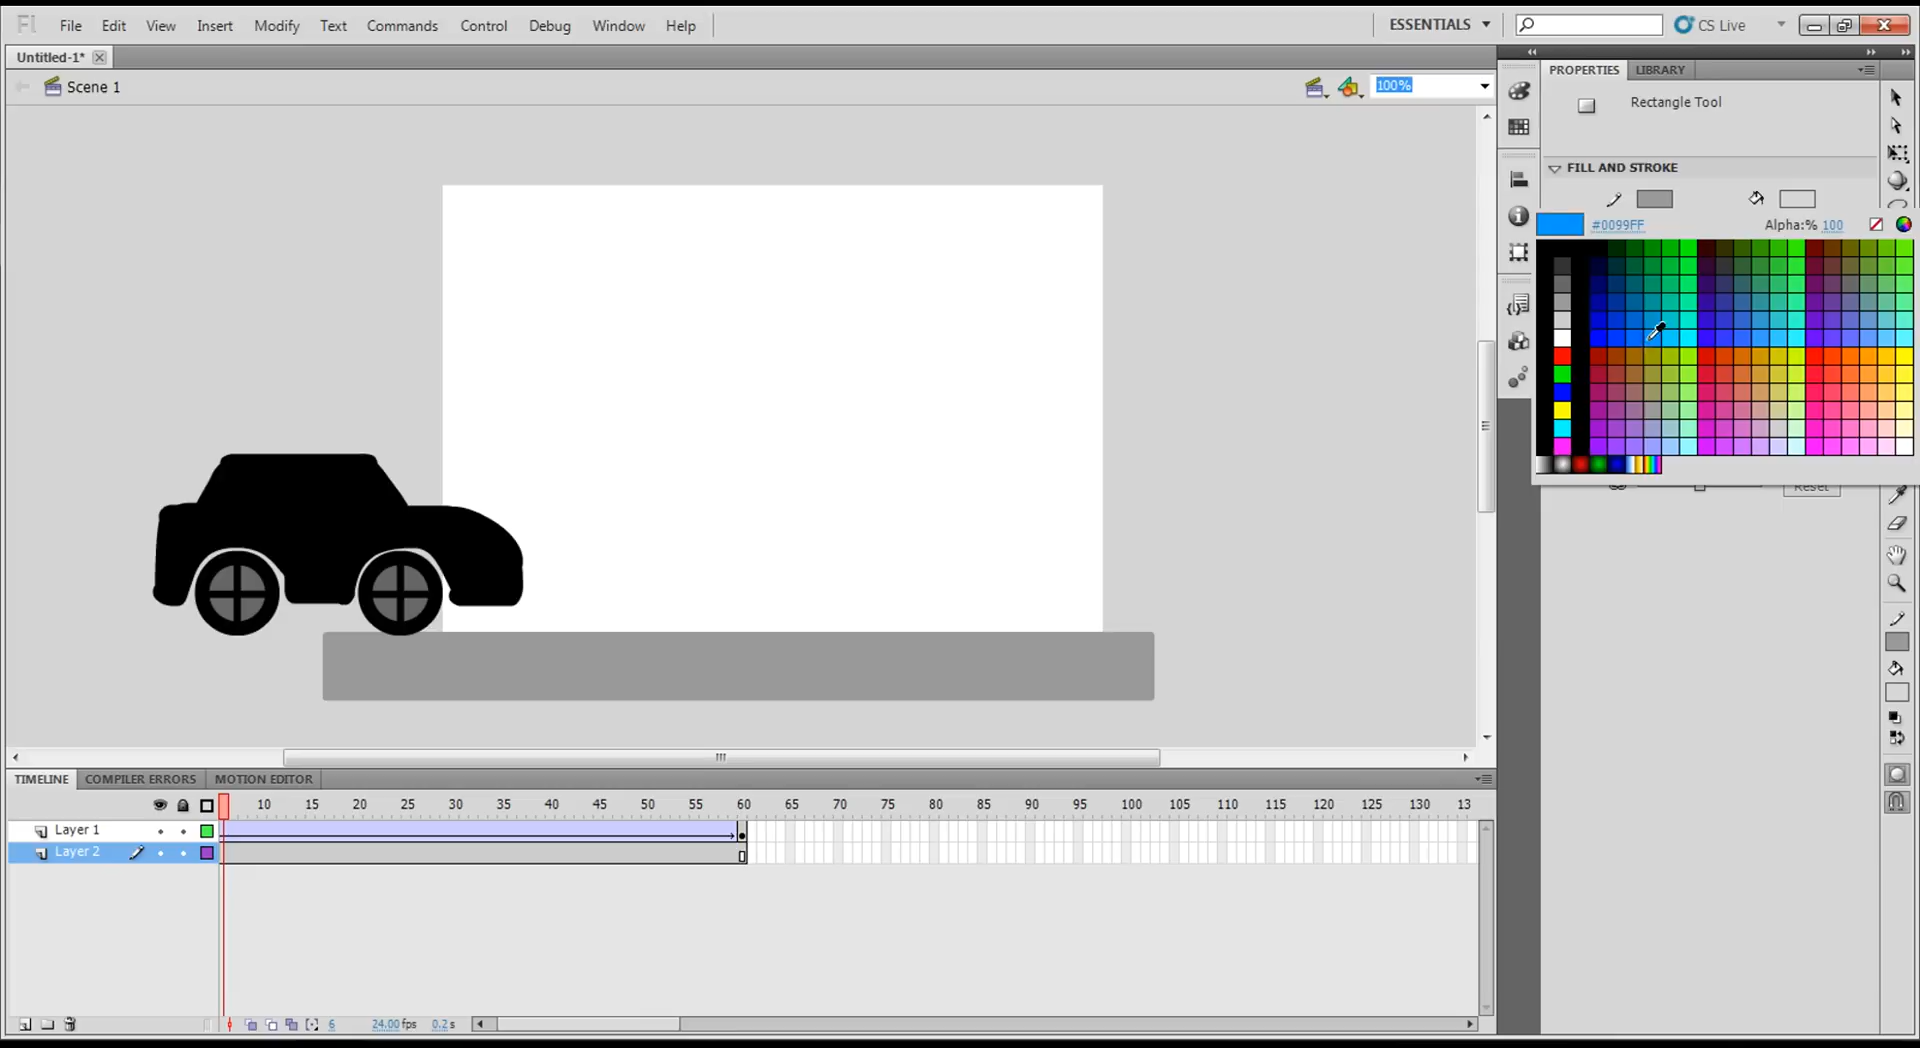 Fl File Edit View Insert Modify Text Commands Control Debug Window Help ESSENTIALS CS Live
Untitled-1*
Scene 1 100%
PROPERTIES LIBRARY
Rectangle Tool
FILL AND STROKE
#0099FF Alpha:% 100
Reset
TIMELINE COMPILER ERRORS MOTION EDITOR
10 15 20 25 30 35 40 45 50 55 60 65 70 75 80 85 90 95 100 105 110 115 120 125 130 13
Layer 1
Layer 2
6 24.00fps 0.2s